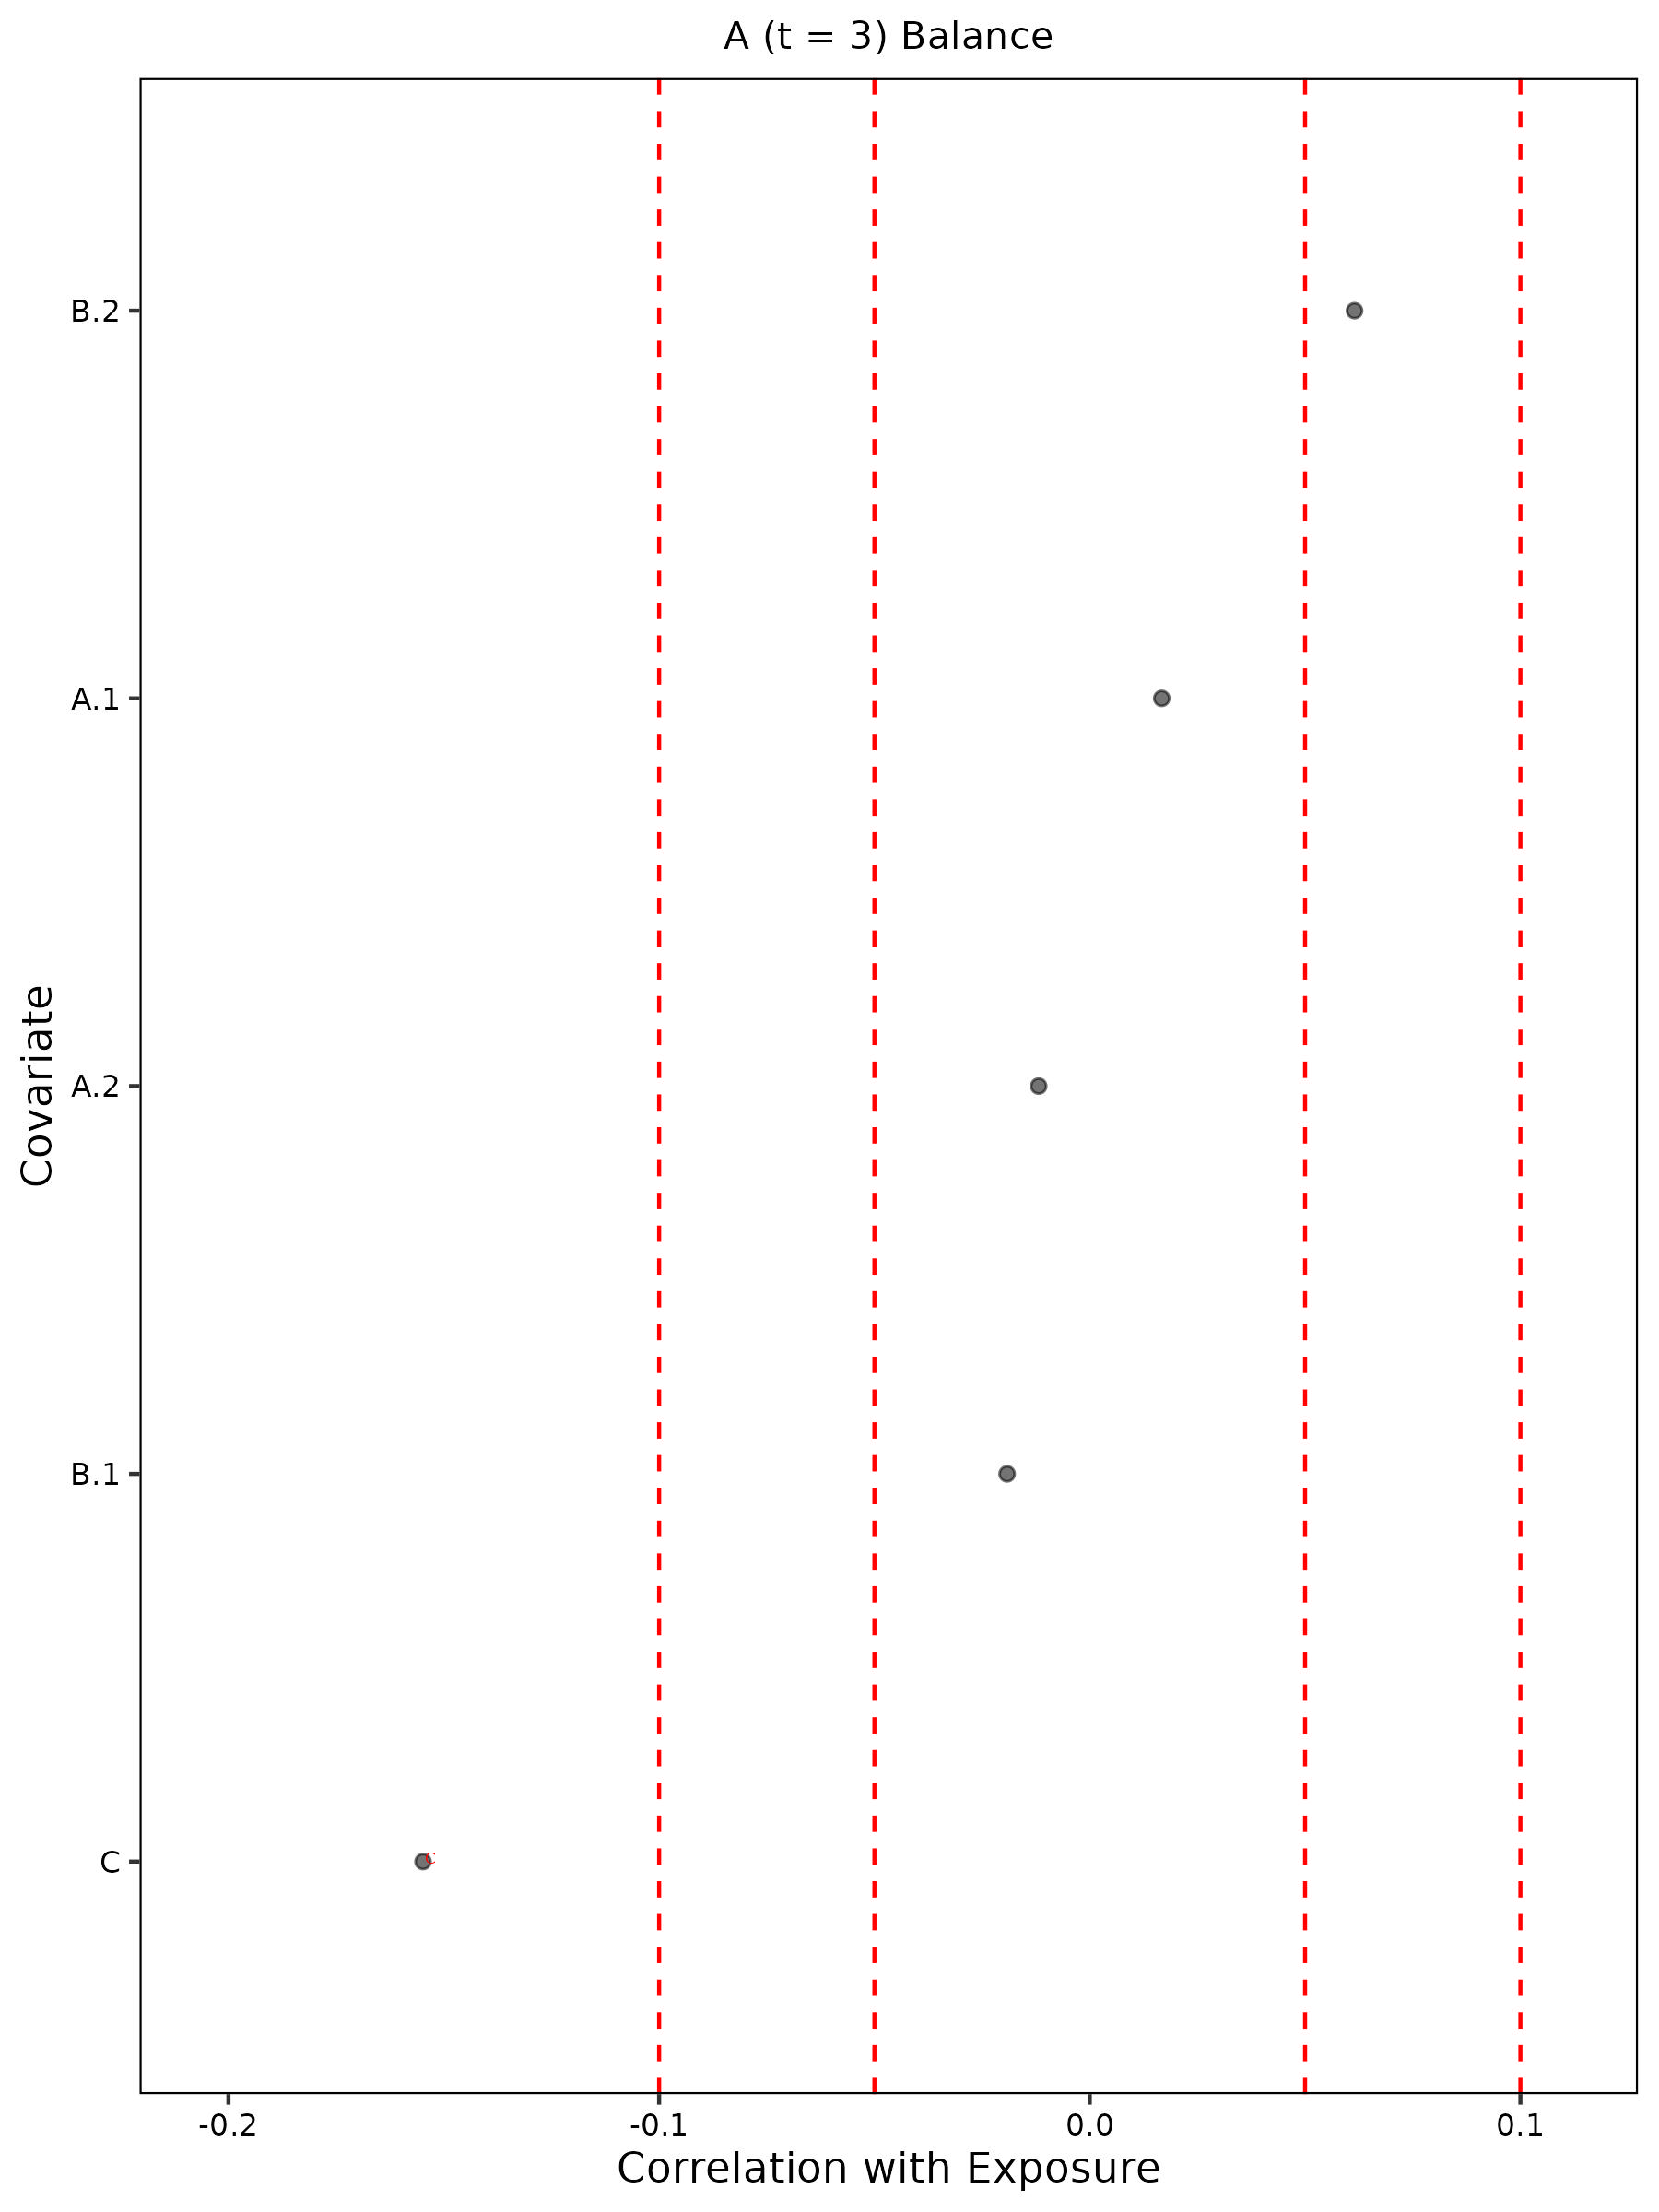 A (t = 3) Balance
B.2
A.1
A.2
B.1
C
C
Covariate
-0.2
-0.1
0.0
0.1
Correlation with Exposure